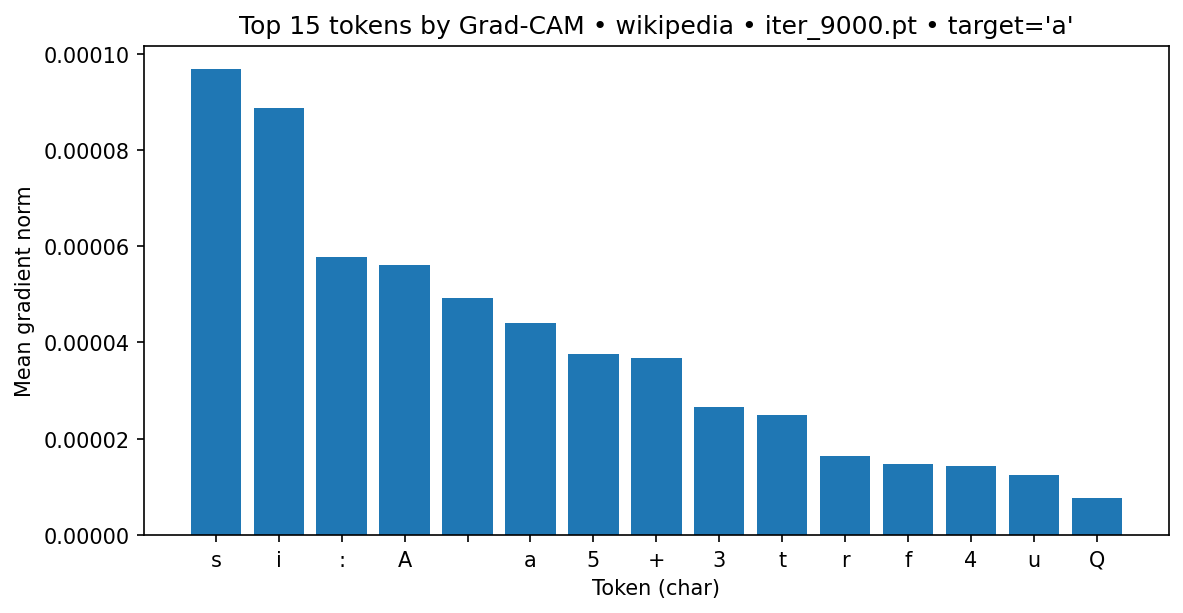 Top 15 tokens by Grad-CAM • wikipedia • iter_9000.pt • target='a'
0.00010
0.00008
0.00006
0.00004
0.00002
0.00000
Mean gradient norm
s i : A a 5 + 3 t r f 4 u Q
Token (char)